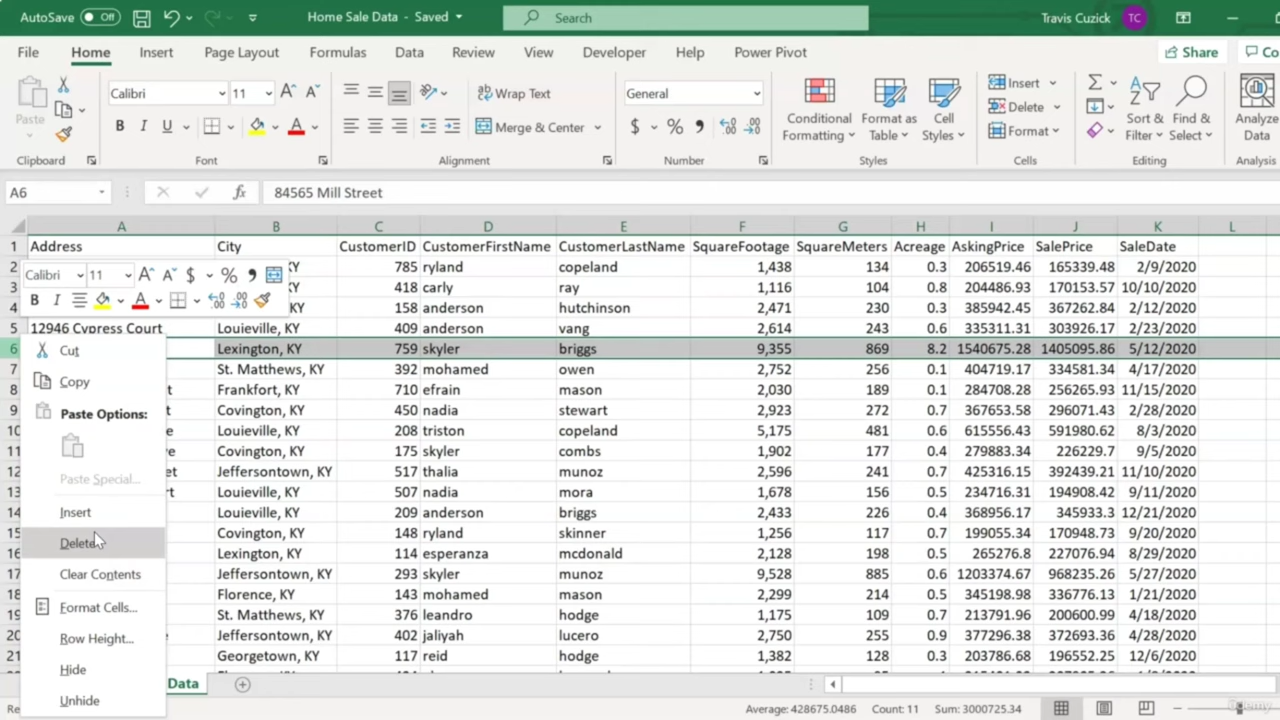 AutoSave Off Home Sale Data - Saved Search Travis Cuzick TC
File Home Insert Page Layout Formulas Data Review View Developer Help Power Pivot Share Co
Paste Calibri 11 Wrap Text General Conditional Formatting Format as Table Cell Styles Insert Sort & Filter Find & Select Analyze Data
B I U Merge & Center $ % Delete
Format
Clipboard Font Alignment Number Styles Cells Editing Analysis
A6 fx 84565 Mill Street
A B C D E F G H I J K L
1 Address City CustomerID CustomerFirstName CustomerLastName SquareFootage SquareMeters Acreage AskingPrice SalePrice SaleDate
2 KY 785 ryland copeland 1,438 134 0.3 206519.46 165339.48 2/9/2020
Calibri 11 $ %
KY 418 carly ray 1,116 104 0.8 204486.93 170153.57 10/10/2020
B I A
KY 158 anderson hutchinson 2,471 230 0.3 385942.45 367262.84 2/12/2020
5 12946 Cypress Court Louieville, KY 409 anderson vang 2,614 243 0.6 335311.31 303926.17 2/23/2020
6 Lexington, KY 759 skyler briggs 9,355 869 8.2 1540675.28 1405095.86 5/12/2020
7 St. Matthews, KY 392 mohamed owen 2,752 256 0.1 404719.17 334581.34 4/17/2020
8 t Frankfort, KY 710 efrain mason 2,030 189 0.1 284708.28 256265.93 11/15/2020
9 t Covington, KY 450 nadia stewart 2,923 272 0.7 367653.58 296071.43 2/28/2020
10 e Louieville, KY 208 triston copeland 5,175 481 0.6 615556.43 591980.62 8/3/2020
11 ve Covington, KY 175 skyler combs 1,902 177 0.4 279883.34 226229.7 9/5/2020
12 et Jeffersontown, KY 517 thalia munoz 2,596 241 0.7 425316.15 392439.21 11/10/2020
13 rt Louieville, KY 507 nadia mora 1,678 156 0.5 234716.31 194908.42 9/11/2020
14 Louieville, KY 209 anderson briggs 2,433 226 0.4 368956.17 345933.3 12/21/2020
15 Covington, KY 148 ryland skinner 1,256 117 0.7 199055.34 170948.73 9/20/2020
16 Lexington, KY 114 esperanza mcdonald 2,128 198 0.5 265276.8 227076.94 8/29/2020
17 Jeffersontown, KY 293 skyler munoz 9,528 885 0.6 1203374.67 968235.26 5/27/2020
18 Florence, KY 143 mohamed mason 2,299 214 0.7 345198.98 336776.13 1/21/2020
19 St. Matthews, KY 376 leandro hodge 1,175 109 0.7 213791.96 200600.99 4/18/2020
20 Jeffersontown, KY 402 jaliyah lucero 2,750 255 0.9 377296.38 372693.36 4/28/2020
21 Georgetown, KY 117 reid hodge 1,382 128 0.3 203786.68 196552.25 12/6/2020
Cut
Copy
Paste Options:
Paste Special...
Insert
Delete
Clear Contents
Format Cells...
Row Height...
Hide
Unhide
Data
Re Average: 428675.0486 Count: 11 Sum: 3000725.34
Udemy